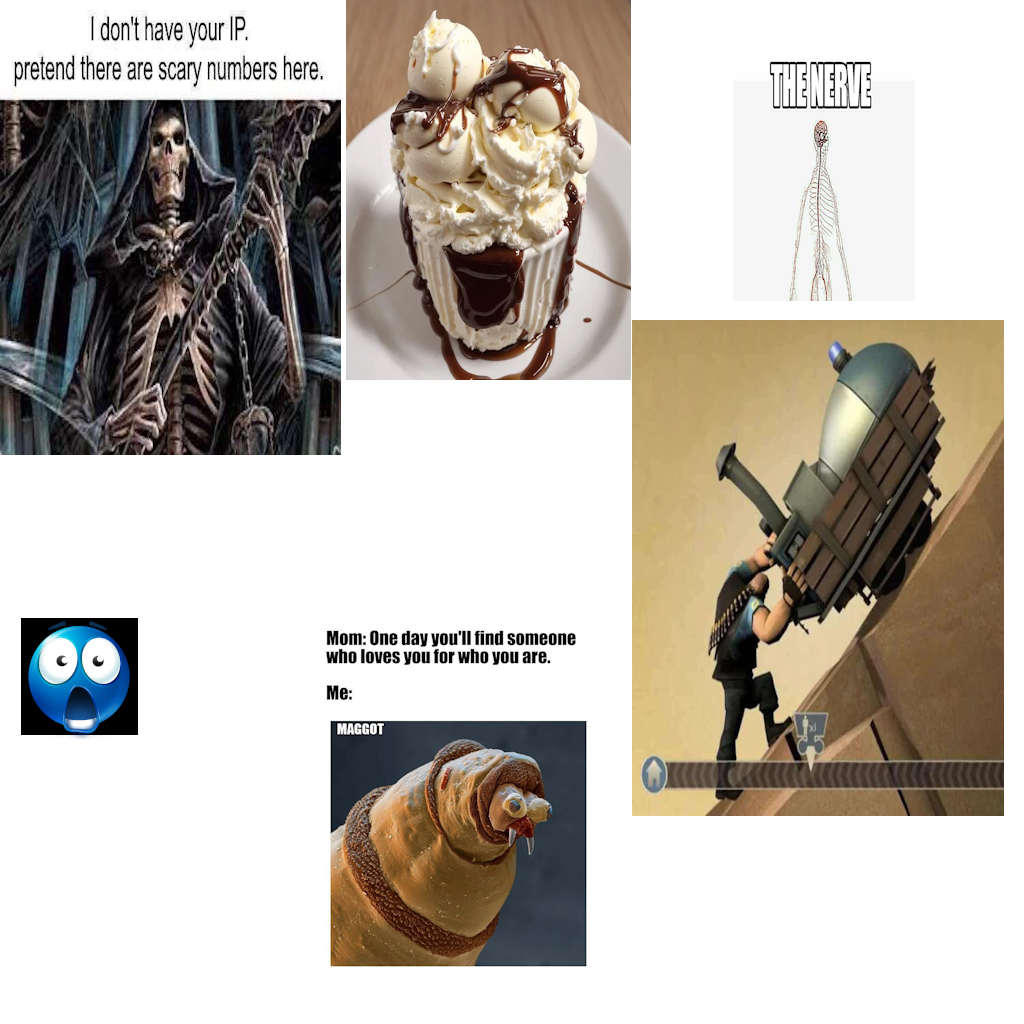 I don't have your IP.
pretend there are scary numbers here.
THE NERVE
x1
Mom: One day you'll find someone
who loves you for who you are.
Me:
MAGGOT